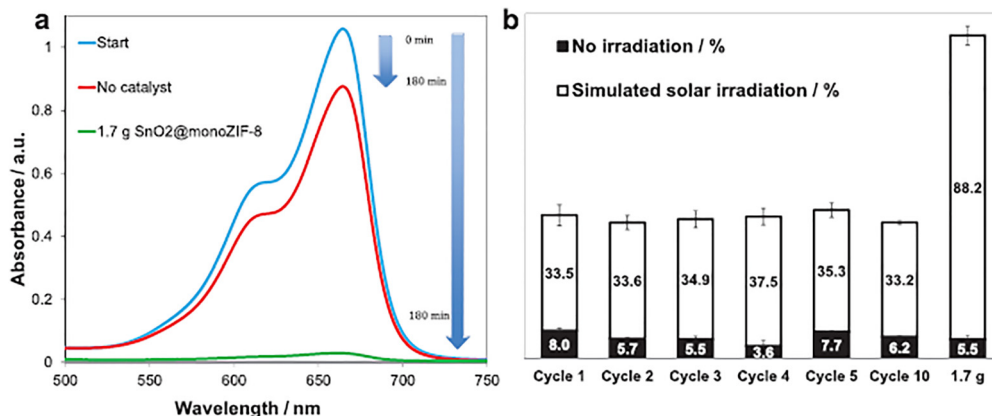 a
Absorbance / a.u.
1
0.8
0.6
0.4
0.2
0
500
550
600
650
700
750
Wavelength / nm
Start
No catalyst
1.7 g SnO2@monoZIF-8
0 min
180 min
180 min
b
No irradiation / %
Simulated solar irradiation / %
33.5
33.6
34.9
37.5
35.3
33.2
88.2
8.0
5.7
5.5
3.6
7.7
6.2
5.5
Cycle 1
Cycle 2
Cycle 3
Cycle 4
Cycle 5
Cycle 10
1.7 g